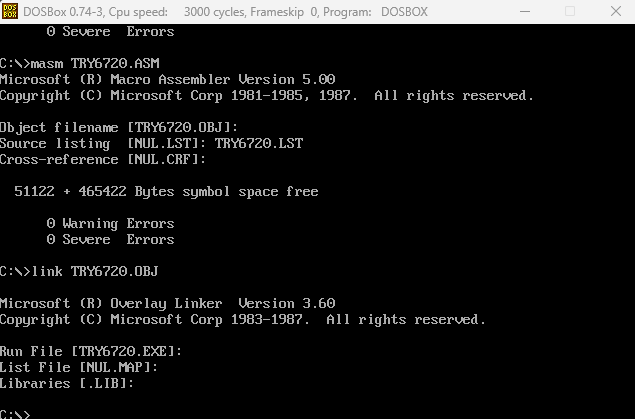 DOSBox 0.74-3, Cpu speed: 3000 cycles, Frameskip 0, Program: DOSBOX
0 Severe Errors
C:\>masm TRY6720.ASM
Microsoft (R) Macro Assembler Version 5.00
Copyright (C) Microsoft Corp 1981-1985, 1987. All rights reserved.
Object filename [TRY6720.OBJ]:
Source listing [NUL.LST]: TRY6720.LST
Cross-reference [NUL.CRF]:
51122 + 465422 Bytes symbol space free
0 Warning Errors
0 Severe Errors
C:\>link TRY6720.OBJ
Microsoft (R) Overlay Linker Version 3.60
Copyright (C) Microsoft Corp 1983-1987. All rights reserved.
Run File [TRY6720.EXE]:
List File [NUL.MAP]:
Libraries [.LIB]:
C:\>